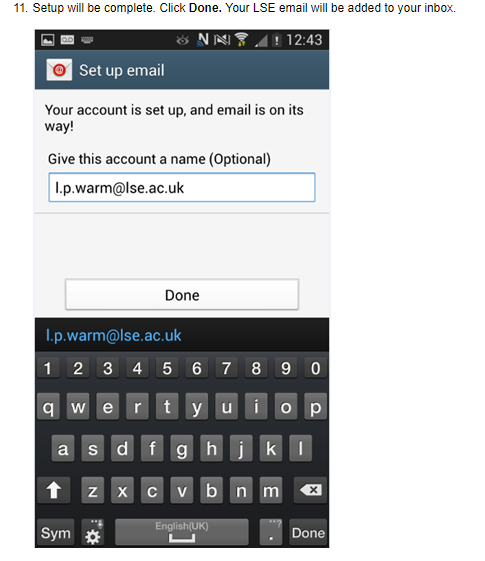 11. Setup will be complete. Click Done. Your LSE email will be added to your inbox.
12:43
Set up email
Your account is set up, and email is on its
way!
Give this account a name (Optional)
l.p.warm@lse.ac.uk
Done
l.p.warm@lse.ac.uk
1 2 3 4 5 6 7 8 9 0
q w e r t y u i o p
a s d f g h j k l
z x c v b n m
Sym English(UK) . Done